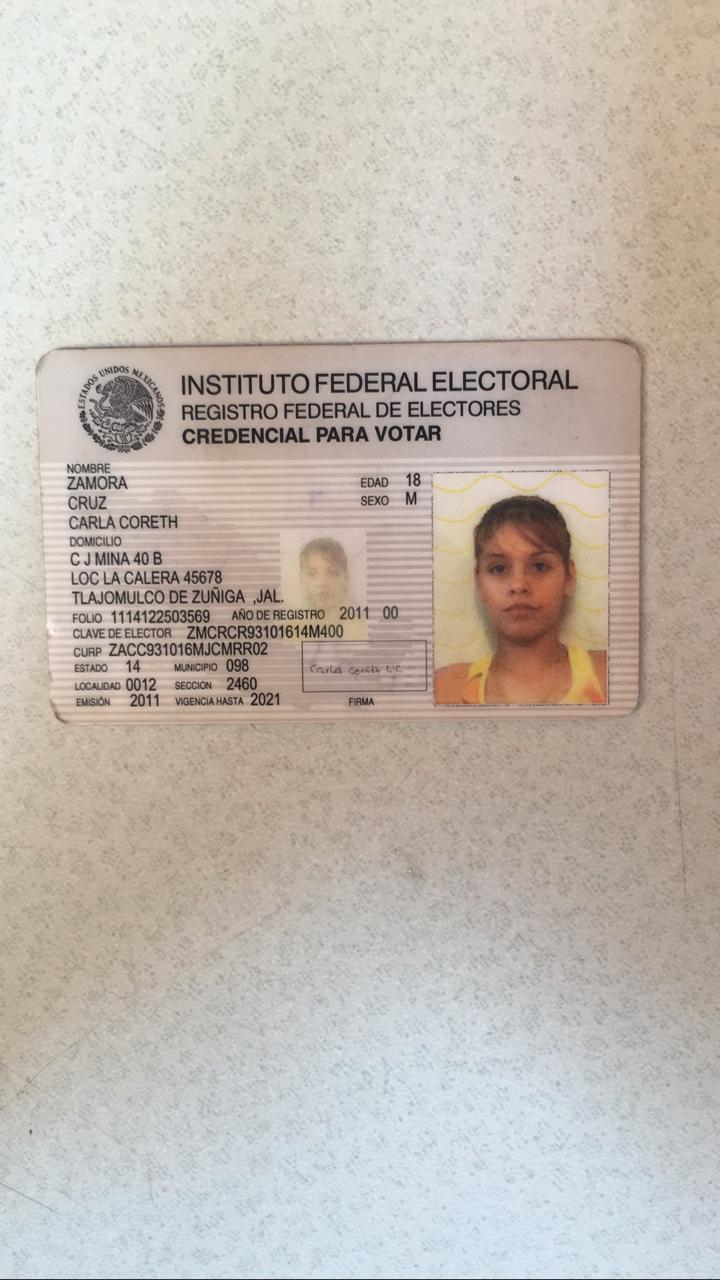 ESTADOS UNIDOS MEXICANOS
INSTITUTO FEDERAL ELECTORAL
REGISTRO FEDERAL DE ELECTORES
CREDENCIAL PARA VOTAR
NOMBRE
ZAMORA
CRUZ
CARLA CORETH
EDAD 18
SEXO M
DOMICILIO
C J MINA 40 B
LOC LA CALERA 45678
TLAJOMULCO DE ZUÑIGA ,JAL.
FOLIO 1114122503569 AÑO DE REGISTRO 2011 00
CLAVE DE ELECTOR ZMCRCR93101614M400
CURP ZACC931016MJCMRR02
ESTADO 14 MUNICIPIO 098
LOCALIDAD 0012 SECCION 2460
EMISIÓN 2011 VIGENCIA HASTA 2021
Carla Coreth
FIRMA